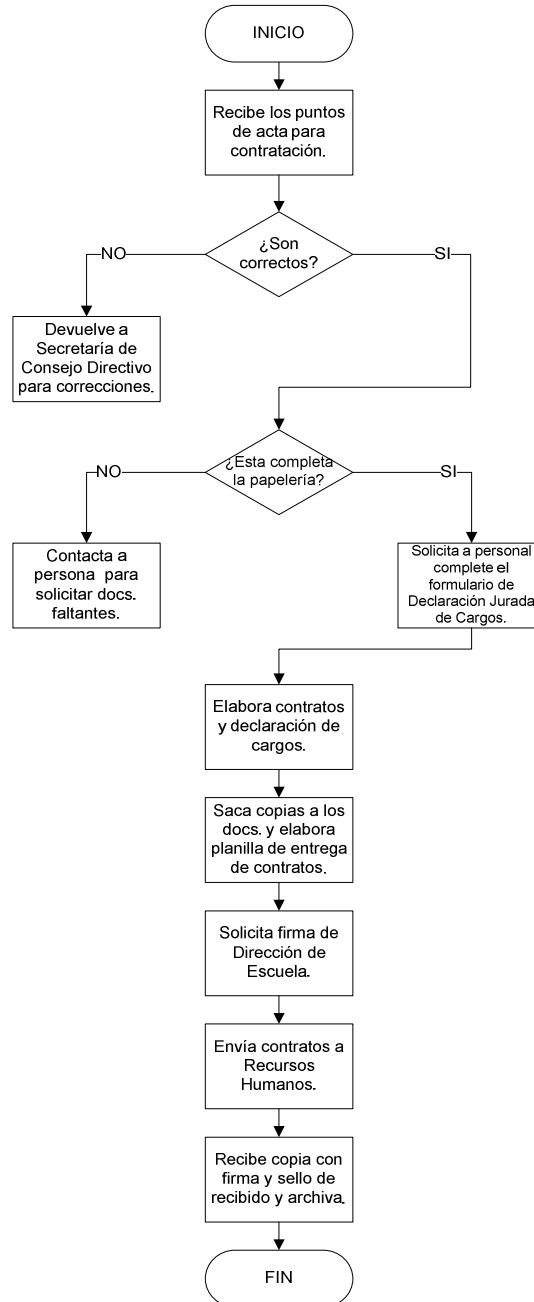 INICIO
Recibe los puntos
de acta para
contratación.
¿Son
correctos?
NO
SI
Devuelve a
Secretaría de
Consejo Directivo
para correcciones.
¿Esta completa
la papelería?
NO
SI
Contacta a
persona para
solicitar docs.
faltantes.
Solicita a personal
complete el
formulario de
Declaración Jurada
de Cargos.
Elabora contratos
y declaración de
cargos.
Saca copias a los
docs. y elabora
planilla de entrega
de contratos.
Solicita firma de
Dirección de
Escuela.
Envía contratos a
Recursos
Humanos.
Recibe copia con
firma y sello de
recibido y archiva.
FIN